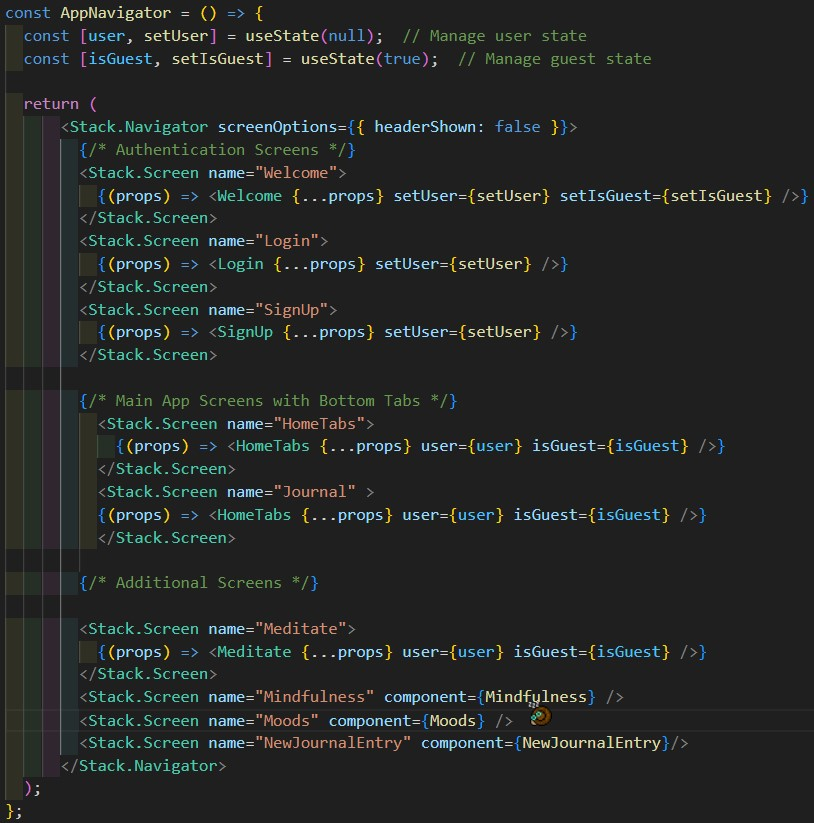 const AppNavigator = () => {
  const [user, setUser] = useState(null);  // Manage user state
  const [isGuest, setIsGuest] = useState(true);  // Manage guest state

  return (
      <Stack.Navigator screenOptions={{ headerShown: false }}>
        {/* Authentication Screens */}
        <Stack.Screen name="Welcome">
          {(props) => <Welcome {...props} setUser={setUser} setIsGuest={setIsGuest} />}
        </Stack.Screen>
        <Stack.Screen name="Login">
          {(props) => <Login {...props} setUser={setUser} />}
        </Stack.Screen>
        <Stack.Screen name="SignUp">
          {(props) => <SignUp {...props} setUser={setUser} />}
        </Stack.Screen>

        {/* Main App Screens with Bottom Tabs */}
          <Stack.Screen name="HomeTabs">
            {(props) => <HomeTabs {...props} user={user} isGuest={isGuest} />}
          </Stack.Screen>
          <Stack.Screen name="Journal" >
          {(props) => <HomeTabs {...props} user={user} isGuest={isGuest} />}
          </Stack.Screen>

        {/* Additional Screens */}

        <Stack.Screen name="Meditate">
          {(props) => <Meditate {...props} user={user} isGuest={isGuest} />}
        </Stack.Screen>
        <Stack.Screen name="Mindfulness" component={Mindfulness} />
        <Stack.Screen name="Moods" component={Moods} />
        <Stack.Screen name="NewJournalEntry" component={NewJournalEntry}/>
      </Stack.Navigator>
  );
};